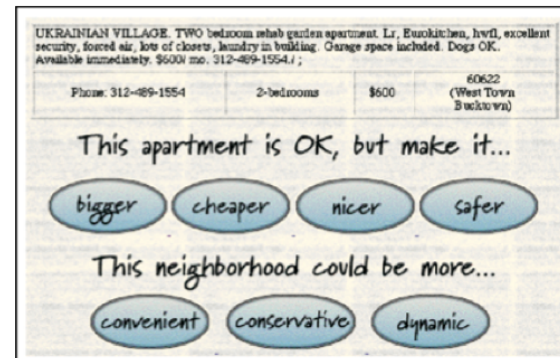 UKRAINIAN VILLAGE. TWO bedroom rehab garden apartment. Lr, Eurokitchen, hwfl, excellent
security, forced air, lots of closets, laundry in building. Garage space included. Dogs OK.
Available immediately. $600/ mo. 312-489-1554./ ;
Phone: 312-489-1554 2-bedrooms $600 60622
(West Town
Bucktown)
This apartment is OK, but make it...
bigger cheaper nicer safer
This neighborhood could be more...
convenient conservative dynamic